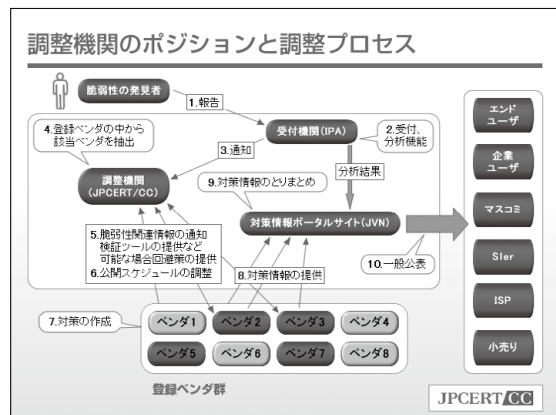 調整機関のポジションと調整プロセス
脆弱性の発見者
1.報告
4.登録ベンダの中から
該当ベンダを抽出
受付機関(IPA)
2.受付、
分析機能
3.通知
調整機関
(JPCERT/CC)
分析結果
9.対策情報のとりまとめ
対策情報ポータルサイト(JVN)
5.脆弱性関連情報の通知
検証ツールの提供など
可能な場合回避策の提供
6.公開スケジュールの調整
8.対策情報の提供
10.一般公表
7.対策の作成
ベンダ1
ベンダ2
ベンダ3
ベンダ4
ベンダ5
ベンダ6
ベンダ7
ベンダ8
登録ベンダ群
エンド
ユーザ
企業
ユーザ
マスコミ
SIer
ISP
小売り
JPCERT/CC